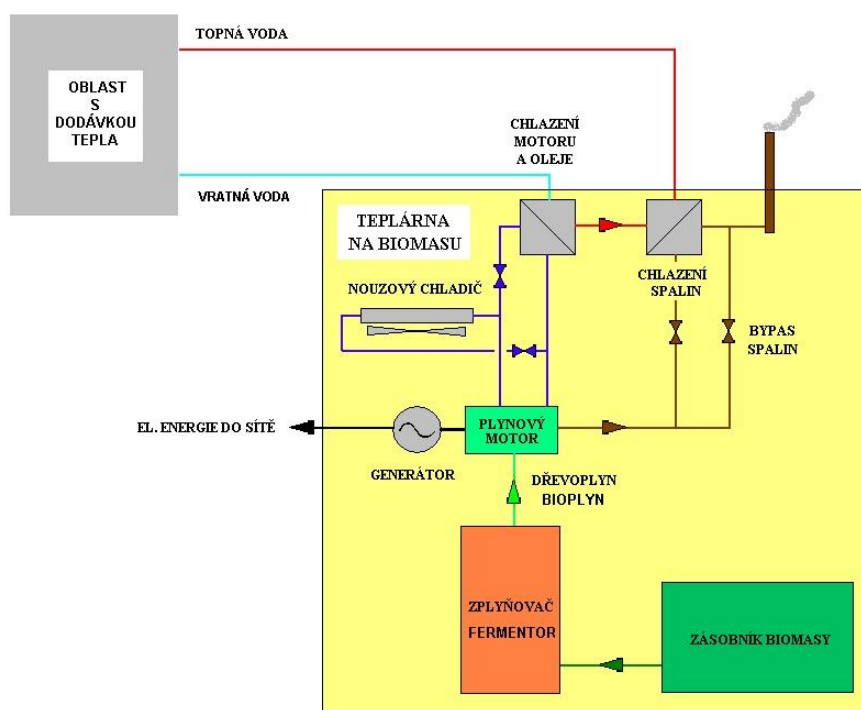 TOPNÁ VODA
OBLAST
S
DODÁVKOU
TEPLA
CHLAZENÍ
MOTORU
A OLEJE
VRATNÁ VODA
TEPLÁRNA
NA BIOMASU
NOUZOVÝ CHLADIČ
CHLAZENÍ
SPALIN
BYPAS
SPALIN
EL. ENERGIE DO SÍTĚ
PLYNOVÝ
MOTOR
GENERÁTOR
DŘEVOPLYN
BIOPLYN
ZPLYŇOVAČ
FERMENTOR
ZÁSOBNÍK BIOMASY